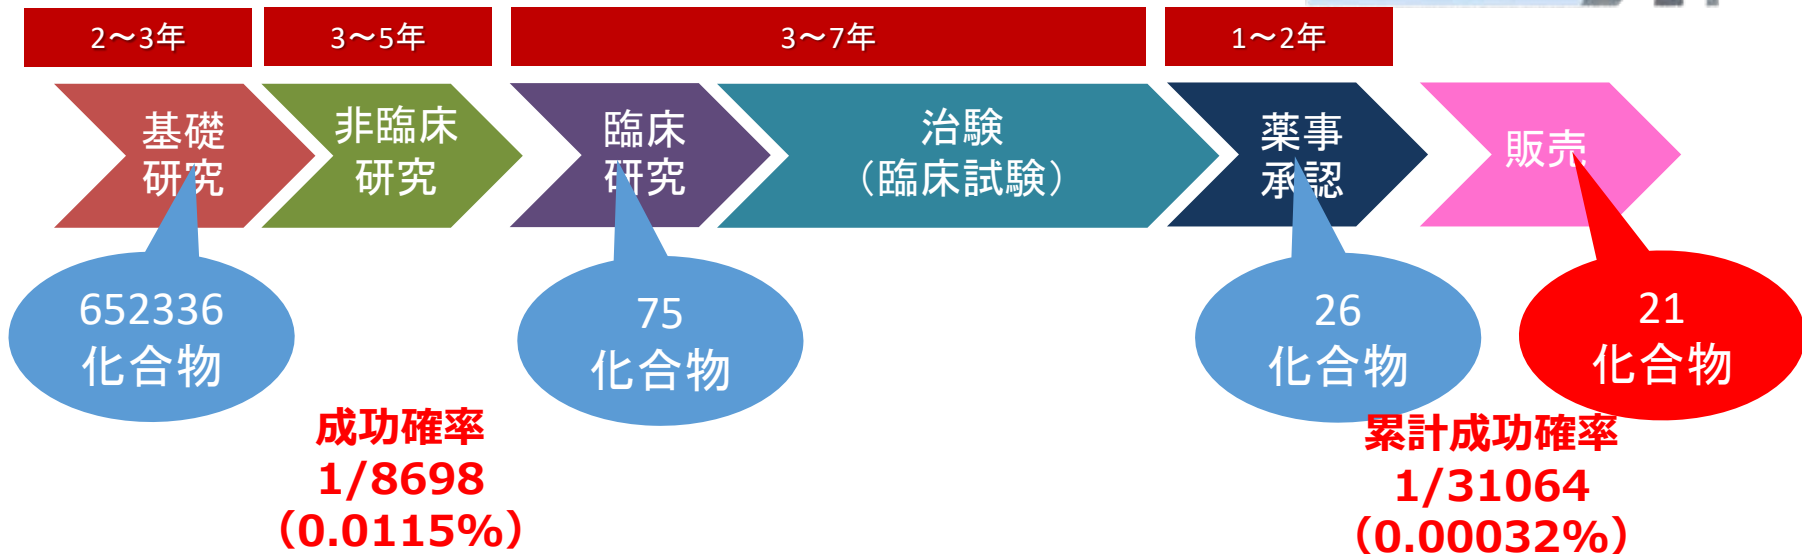 2～3年
3～5年
3～7年
1～2年
基礎
研究
非臨床
研究
臨床
研究
治験
（臨床試験）
薬事
承認
販売
652336
化合物
75
化合物
26
化合物
21
化合物
成功確率
1/8698
（0.0115%）
累計成功確率
1/31064
（0.00032%）